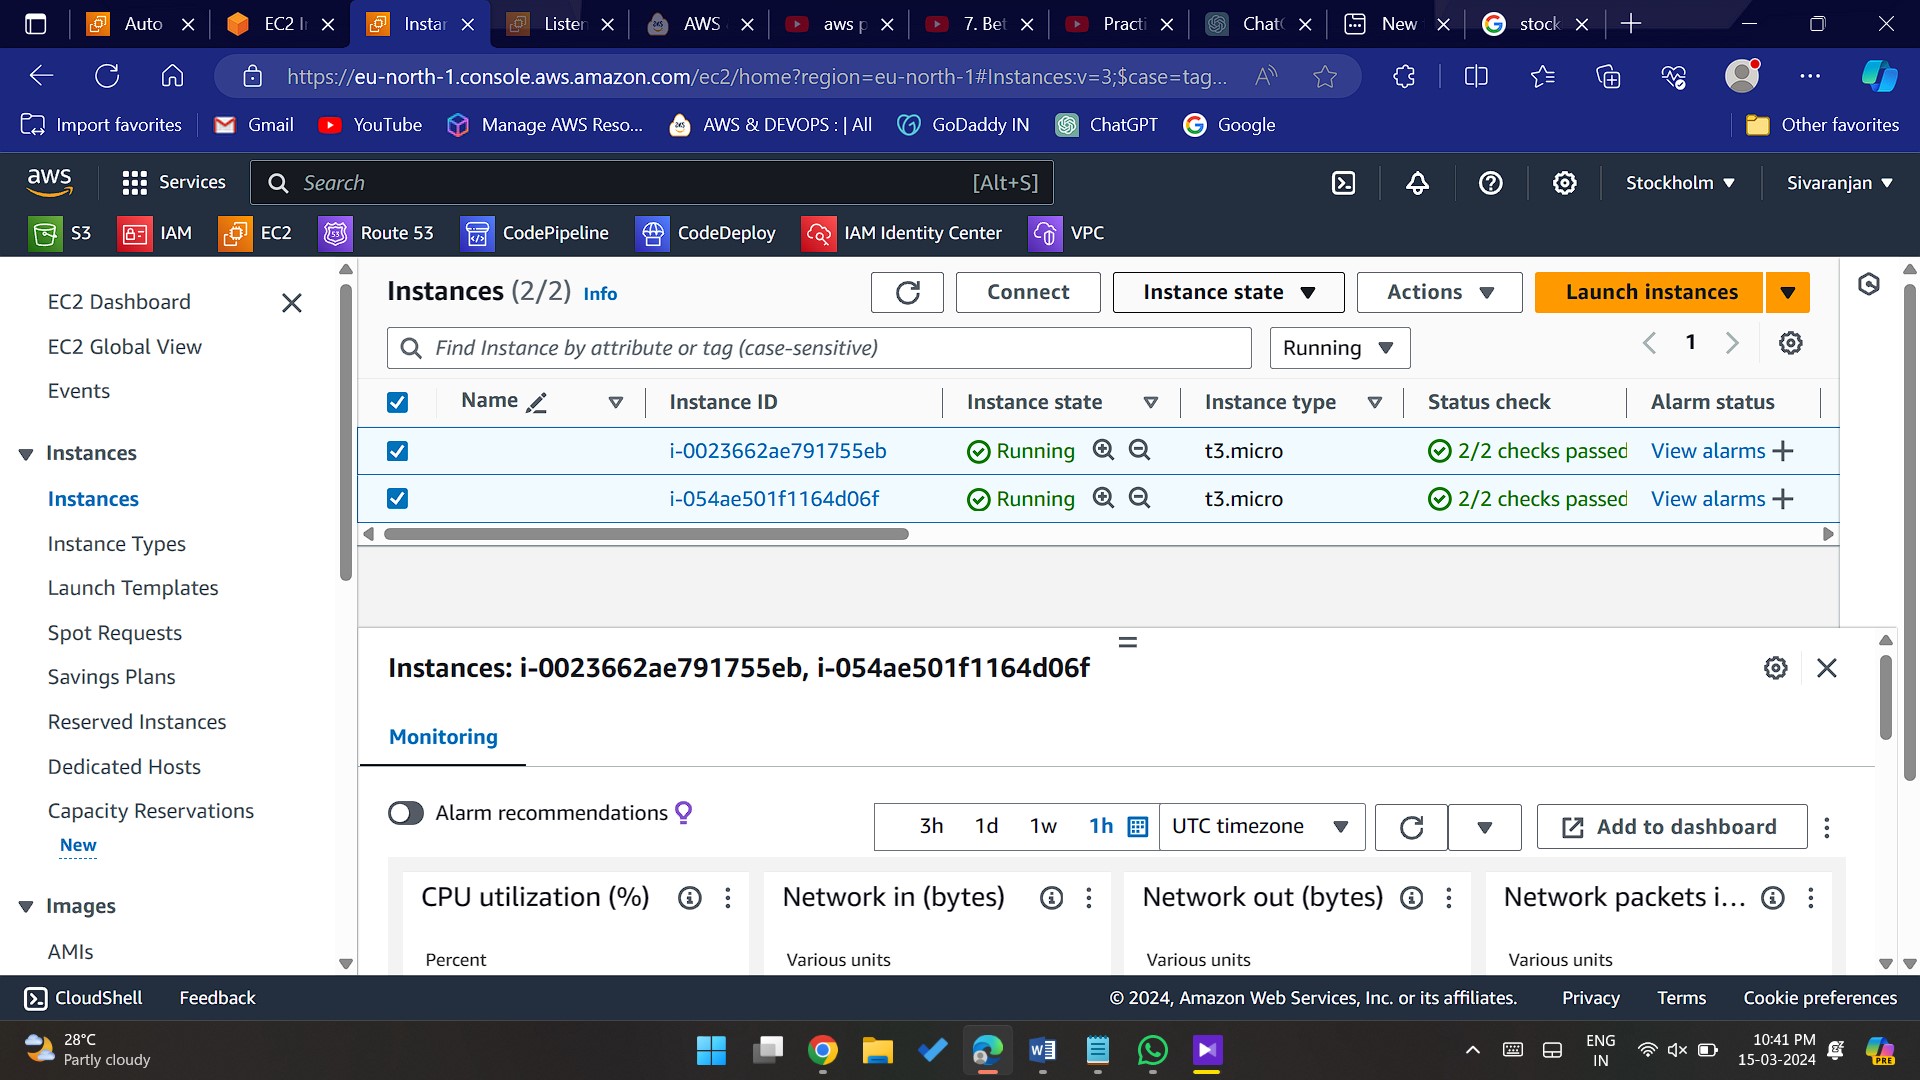 Auto
EC2 I
Instar
Listen
AWS
aws p
7. Bet
Practi
Chat
New
stock
https://eu-north-1.console.aws.amazon.com/ec2/home?region=eu-north-1#Instances:v=3;$case=tag...
Import favorites
Gmail
YouTube
Manage AWS Reso...
AWS & DEVOPS : | All
GoDaddy IN
ChatGPT
Google
Other favorites
aws
Services
Search
[Alt+S]
Stockholm
Sivaranjan
S3
IAM
EC2
Route 53
CodePipeline
CodeDeploy
IAM Identity Center
VPC
EC2 Dashboard
EC2 Global View
Events
Instances
Instances
Instance Types
Launch Templates
Spot Requests
Savings Plans
Reserved Instances
Dedicated Hosts
Capacity Reservations
New
Images
AMIs
Instances (2/2) Info
Connect
Instance state
Actions
Launch instances
Find Instance by attribute or tag (case-sensitive)
Running
1
Name
Instance ID
Instance state
Instance type
Status check
Alarm status
i-0023662ae791755eb
Running
t3.micro
2/2 checks passed
View alarms
i-054ae501f1164d06f
Running
t3.micro
2/2 checks passed
View alarms
Instances: i-0023662ae791755eb, i-054ae501f1164d06f
Monitoring
Alarm recommendations
3h
1d
1w
1h
UTC timezone
Add to dashboard
CPU utilization (%)
Percent
Network in (bytes)
Various units
Network out (bytes)
Various units
Network packets i...
Various units
CloudShell
Feedback
© 2024, Amazon Web Services, Inc. or its affiliates.
Privacy
Terms
Cookie preferences
28°C
Partly cloudy
ENG
IN
10:41 PM
15-03-2024
PRE